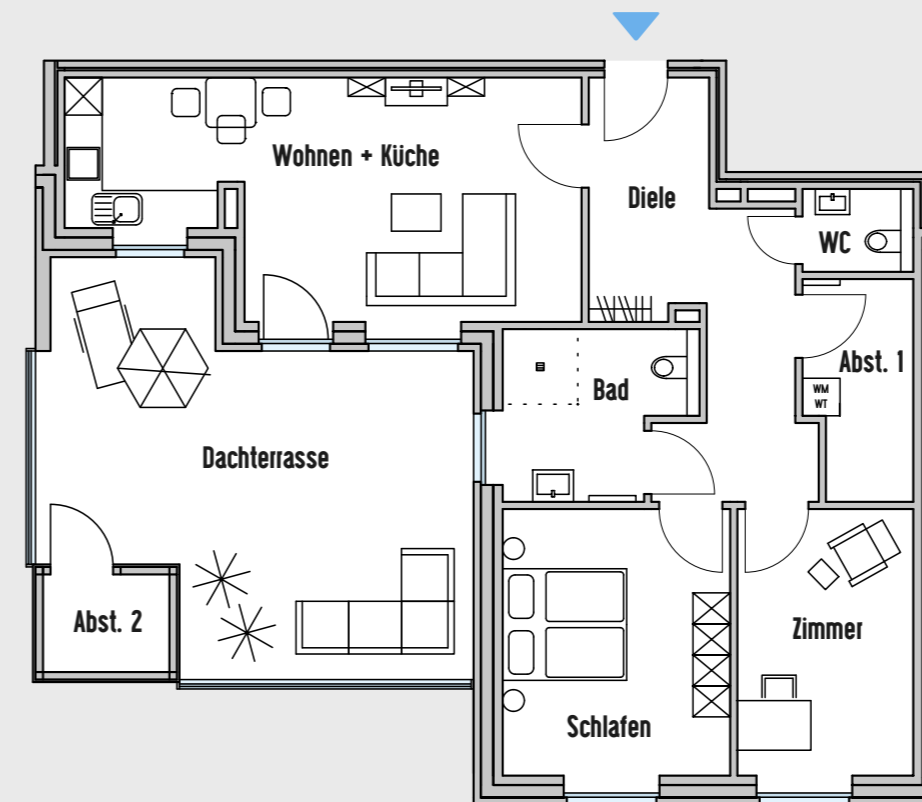 Wohnen + Küche
Diele
WC
Abst. 1
WM
WT
Bad
Dachterrasse
Abst. 2
Zimmer
Schlafen